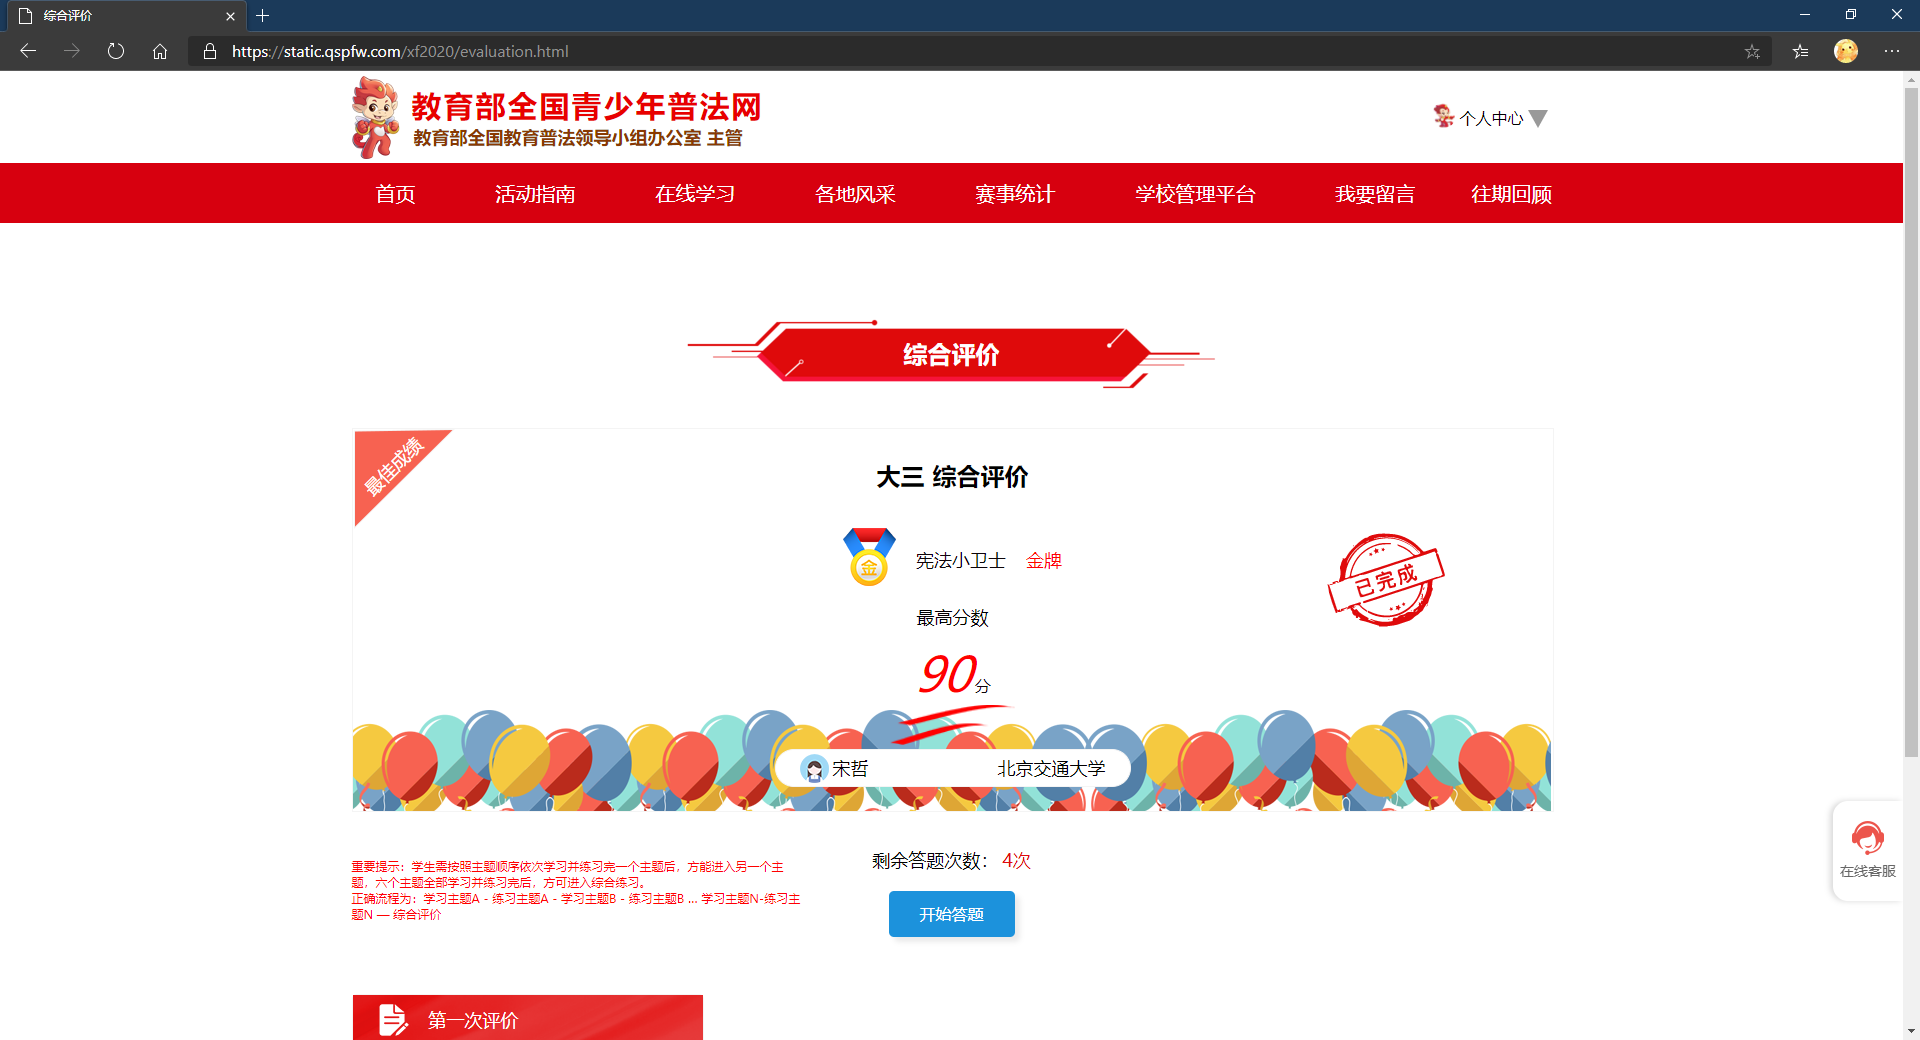 综合评价
https://static.qspfw.com/xf2020/evaluation.html
教育部全国青少年普法网
教育部全国教育普法领导小组办公室 主管
个人中心
首页 活动指南 在线学习 各地风采 赛事统计 学校管理平台 我要留言 往期回顾
综合评价
最佳成绩
大三 综合评价
金
宪法小卫士 金牌
已完成
最高分数
90分
宋哲 北京交通大学
重要提示：学生需按照主题顺序依次学习并练习完一个主题后，方能进入另一个主
题，六个主题全部学习并练习完后，方可进入综合练习。
正确流程为：学习主题A - 练习主题A - 学习主题B - 练习主题B ... 学习主题N-练习主
题N — 综合评价
剩余答题次数： 4次
开始答题
在线客服
第一次评价